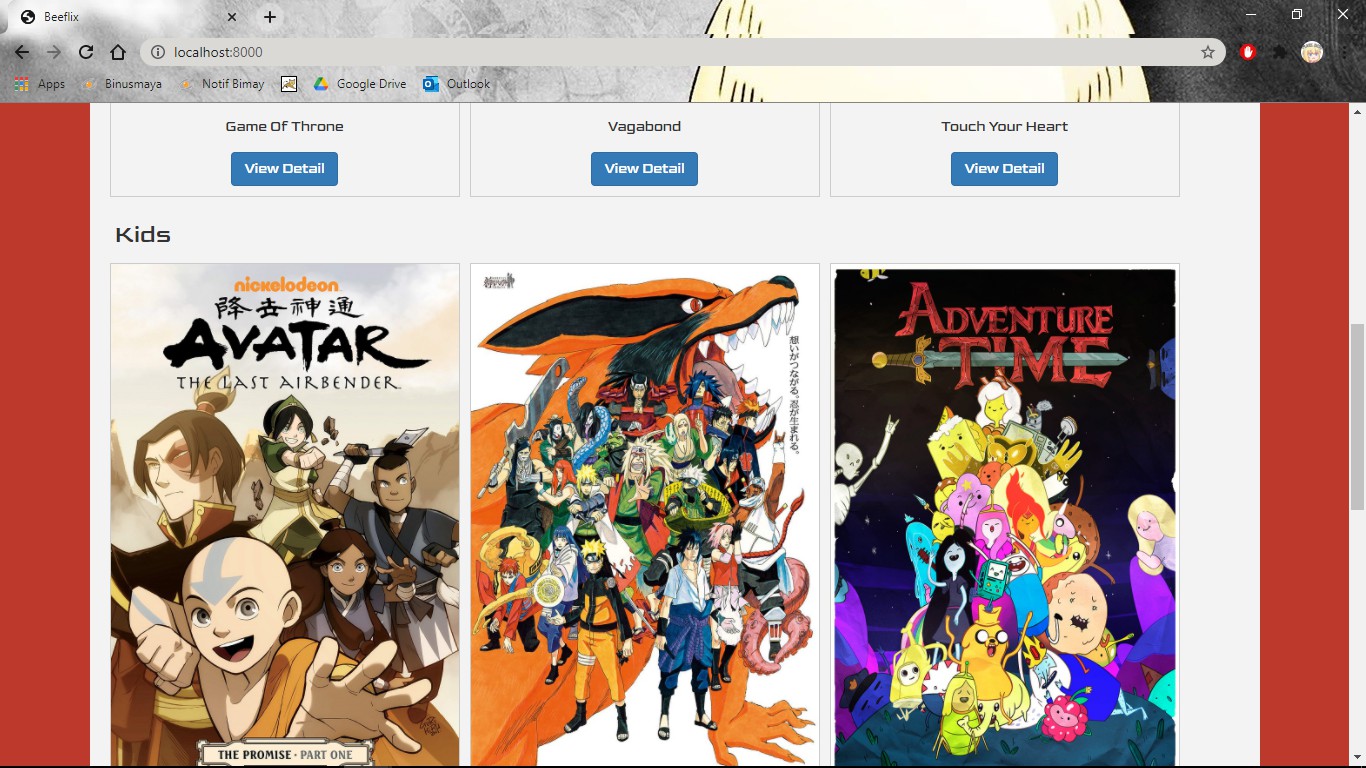 Beeflix
localhost:8000
Apps
Binusmaya
Notif Bimay
Google Drive
Outlook
Game Of Throne
Vagabond
Touch Your Heart
View Detail
View Detail
View Detail
Kids
nickelodeon
降去神通
AVATAR
THE LAST AIRBENDER
THE PROMISE · PART ONE
想いがつながる。忍が生まれる。
ADVENTURE
TIME